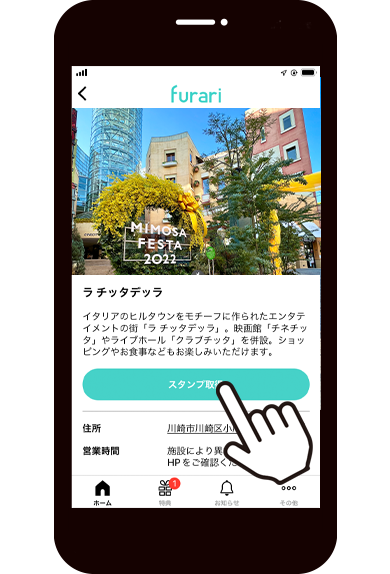 furari
MIMOSA
FESTA
2022
ラ チッタデッラ
イタリアのヒルタウンをモチーフに作られたエンタテ
イメントの街「ラ チッタデッラ」。映画館「チネチッ
タ」やライブホール「クラブチッタ」を併設。ショッ
ピングやお食事などもお楽しみいただけます。
スタンプ取得
住所
川崎市川崎区小
営業時間
施設により異
HPをご確認くだ
1
ホーム
特典
お知らせ
その他